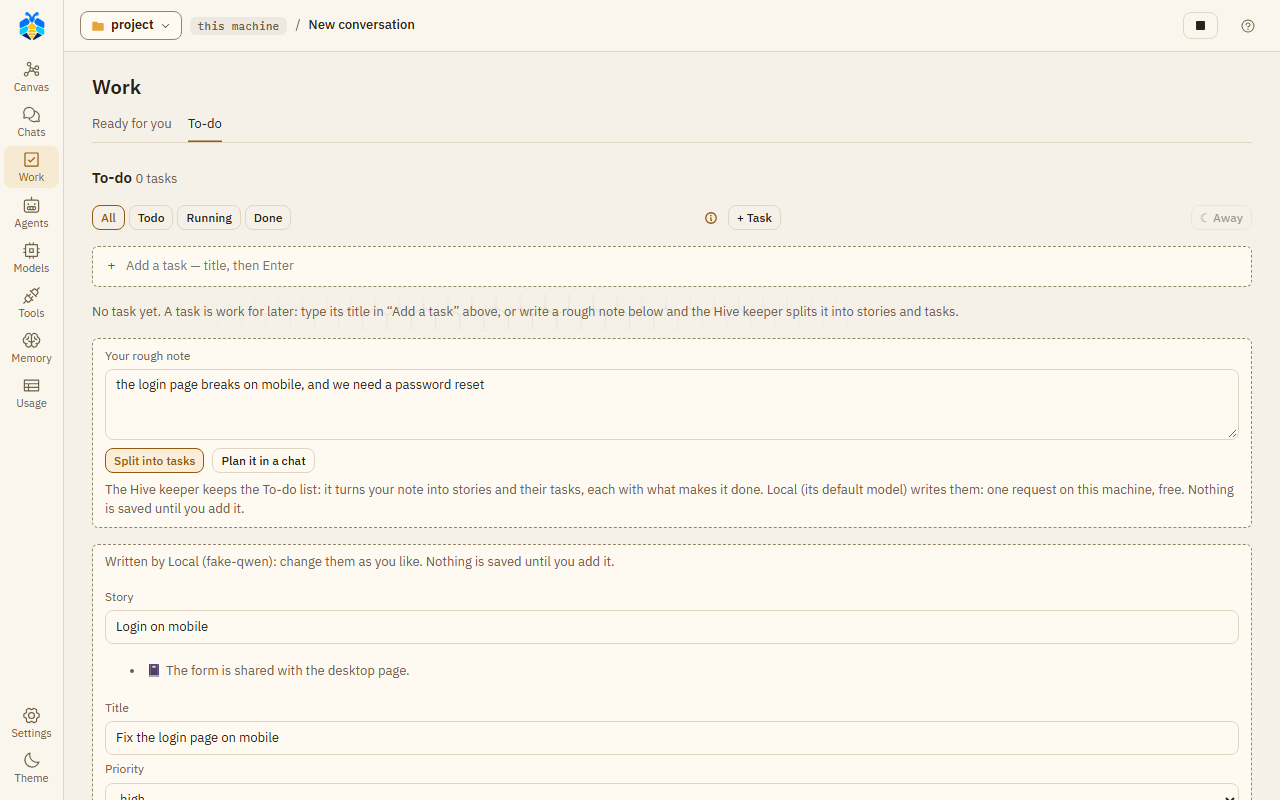 project
this machine
/
New conversation
Canvas
Chats
Work
Agents
Models
Tools
Memory
Usage
Settings
Theme
Work
Ready for you
To-do
To-do 0 tasks
All
Todo
Running
Done
+ Task
Away
+ Add a task — title, then Enter
No task yet. A task is work for later: type its title in “Add a task” above, or write a rough note below and the Hive keeper splits it into stories and tasks.
Your rough note
the login page breaks on mobile, and we need a password reset
Split into tasks
Plan it in a chat
The Hive keeper keeps the To-do list: it turns your note into stories and their tasks, each with what makes it done. Local (its default model) writes them: one request on this machine, free. Nothing
is saved until you add it.
Written by Local (fake-qwen): change them as you like. Nothing is saved until you add it.
Story
Login on mobile
The form is shared with the desktop page.
Title
Fix the login page on mobile
Priority
high